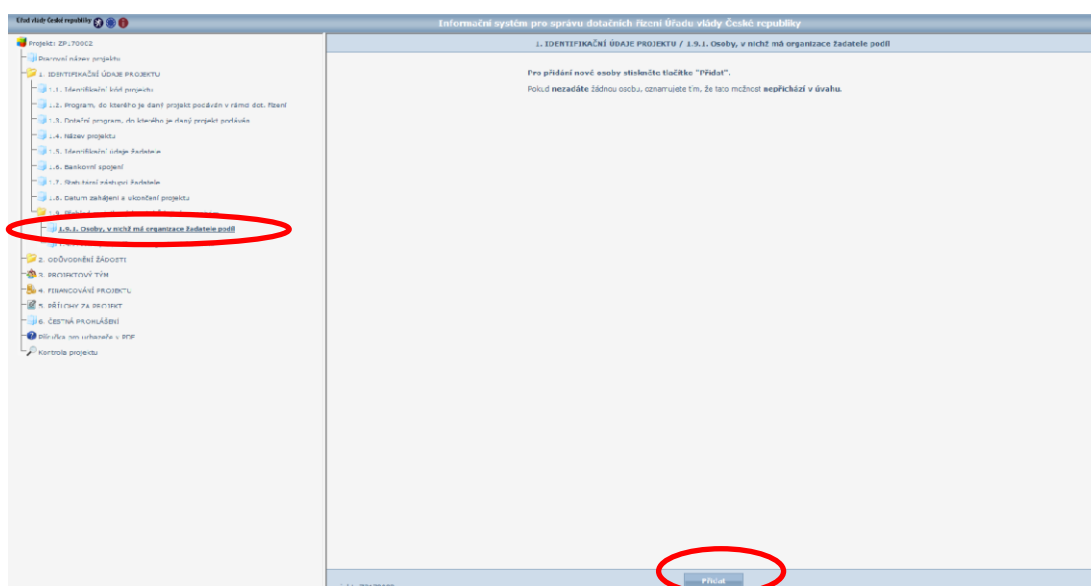 Úřad vlády České republiky
Informační systém pro správu dotačních řízení Úřadu vlády České republiky
Projekt: ZP.70002
Pracovní název projektu
1. IDENTIFIKAČNÍ ÚDAJE PROJEKTU
1.1. Identifikační kód projektu
1.2. Program, do kterého je daný projekt podáván v rámci dot. řízení
1.3. Dotační program, do kterého je daný projekt podáván
1.4. Název projektu
1.5. Identifikační údaje žadatele
1.6. Bankovní spojení
1.7. Statutární zástupci žadatele
1.8. Datum zahájení a ukončení projektu
1.9.
1.9.1. Osoby, v nichž má organizace žadatele podíl
2. ODŮVODNĚNÍ ŽÁDOSTI
3. PROJEKTOVÝ TÝM
4. FINANCOVÁNÍ PROJEKTU
5. PŘÍLOHY ZA PROJEKT
6. ČESTNÁ PROHLÁŠENÍ
Příručka pro uchazeče v PDF
Kontrola projektu
1. IDENTIFIKAČNÍ ÚDAJE PROJEKTU / 1.9.1. Osoby, v nichž má organizace žadatele podíl
Pro přidání nové osoby stiskněte tlačítko "Přidat".
Pokud nezadáte žádnou osobu, oznamujete tím, že tato možnost nepřichází v úvahu.
Přidat